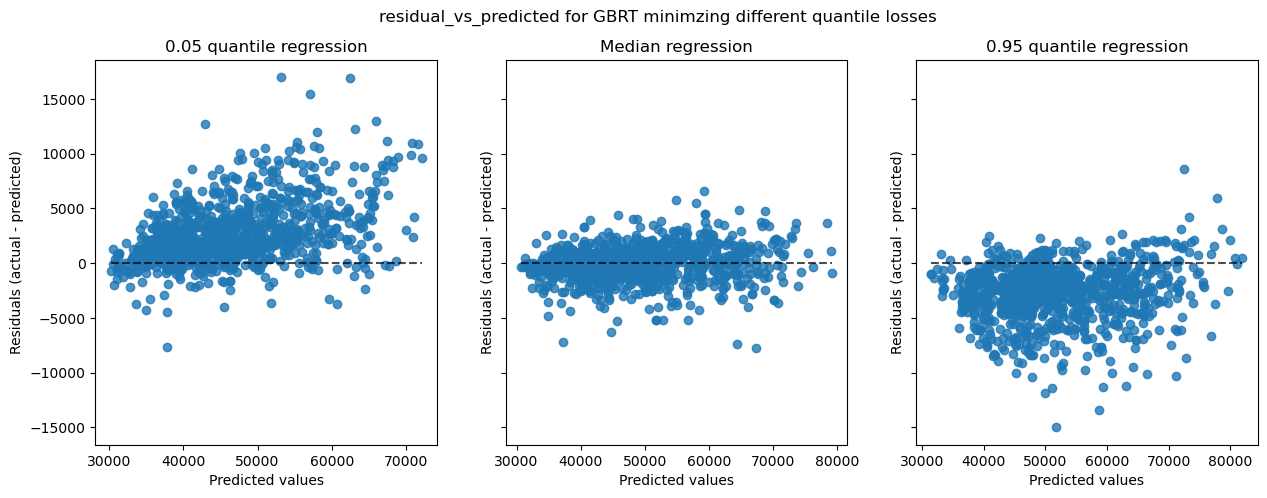 residual_vs_predicted for GBRT minimzing different quantile losses
0.05 quantile regression
Median regression
0.95 quantile regression
Residuals (actual - predicted)
15000
10000
5000
0
−5000
−10000
−15000
30000 40000 50000 60000 70000
Predicted values
Residuals (actual - predicted)
30000 40000 50000 60000 70000 80000
Predicted values
Residuals (actual - predicted)
30000 40000 50000 60000 70000 80000
Predicted values